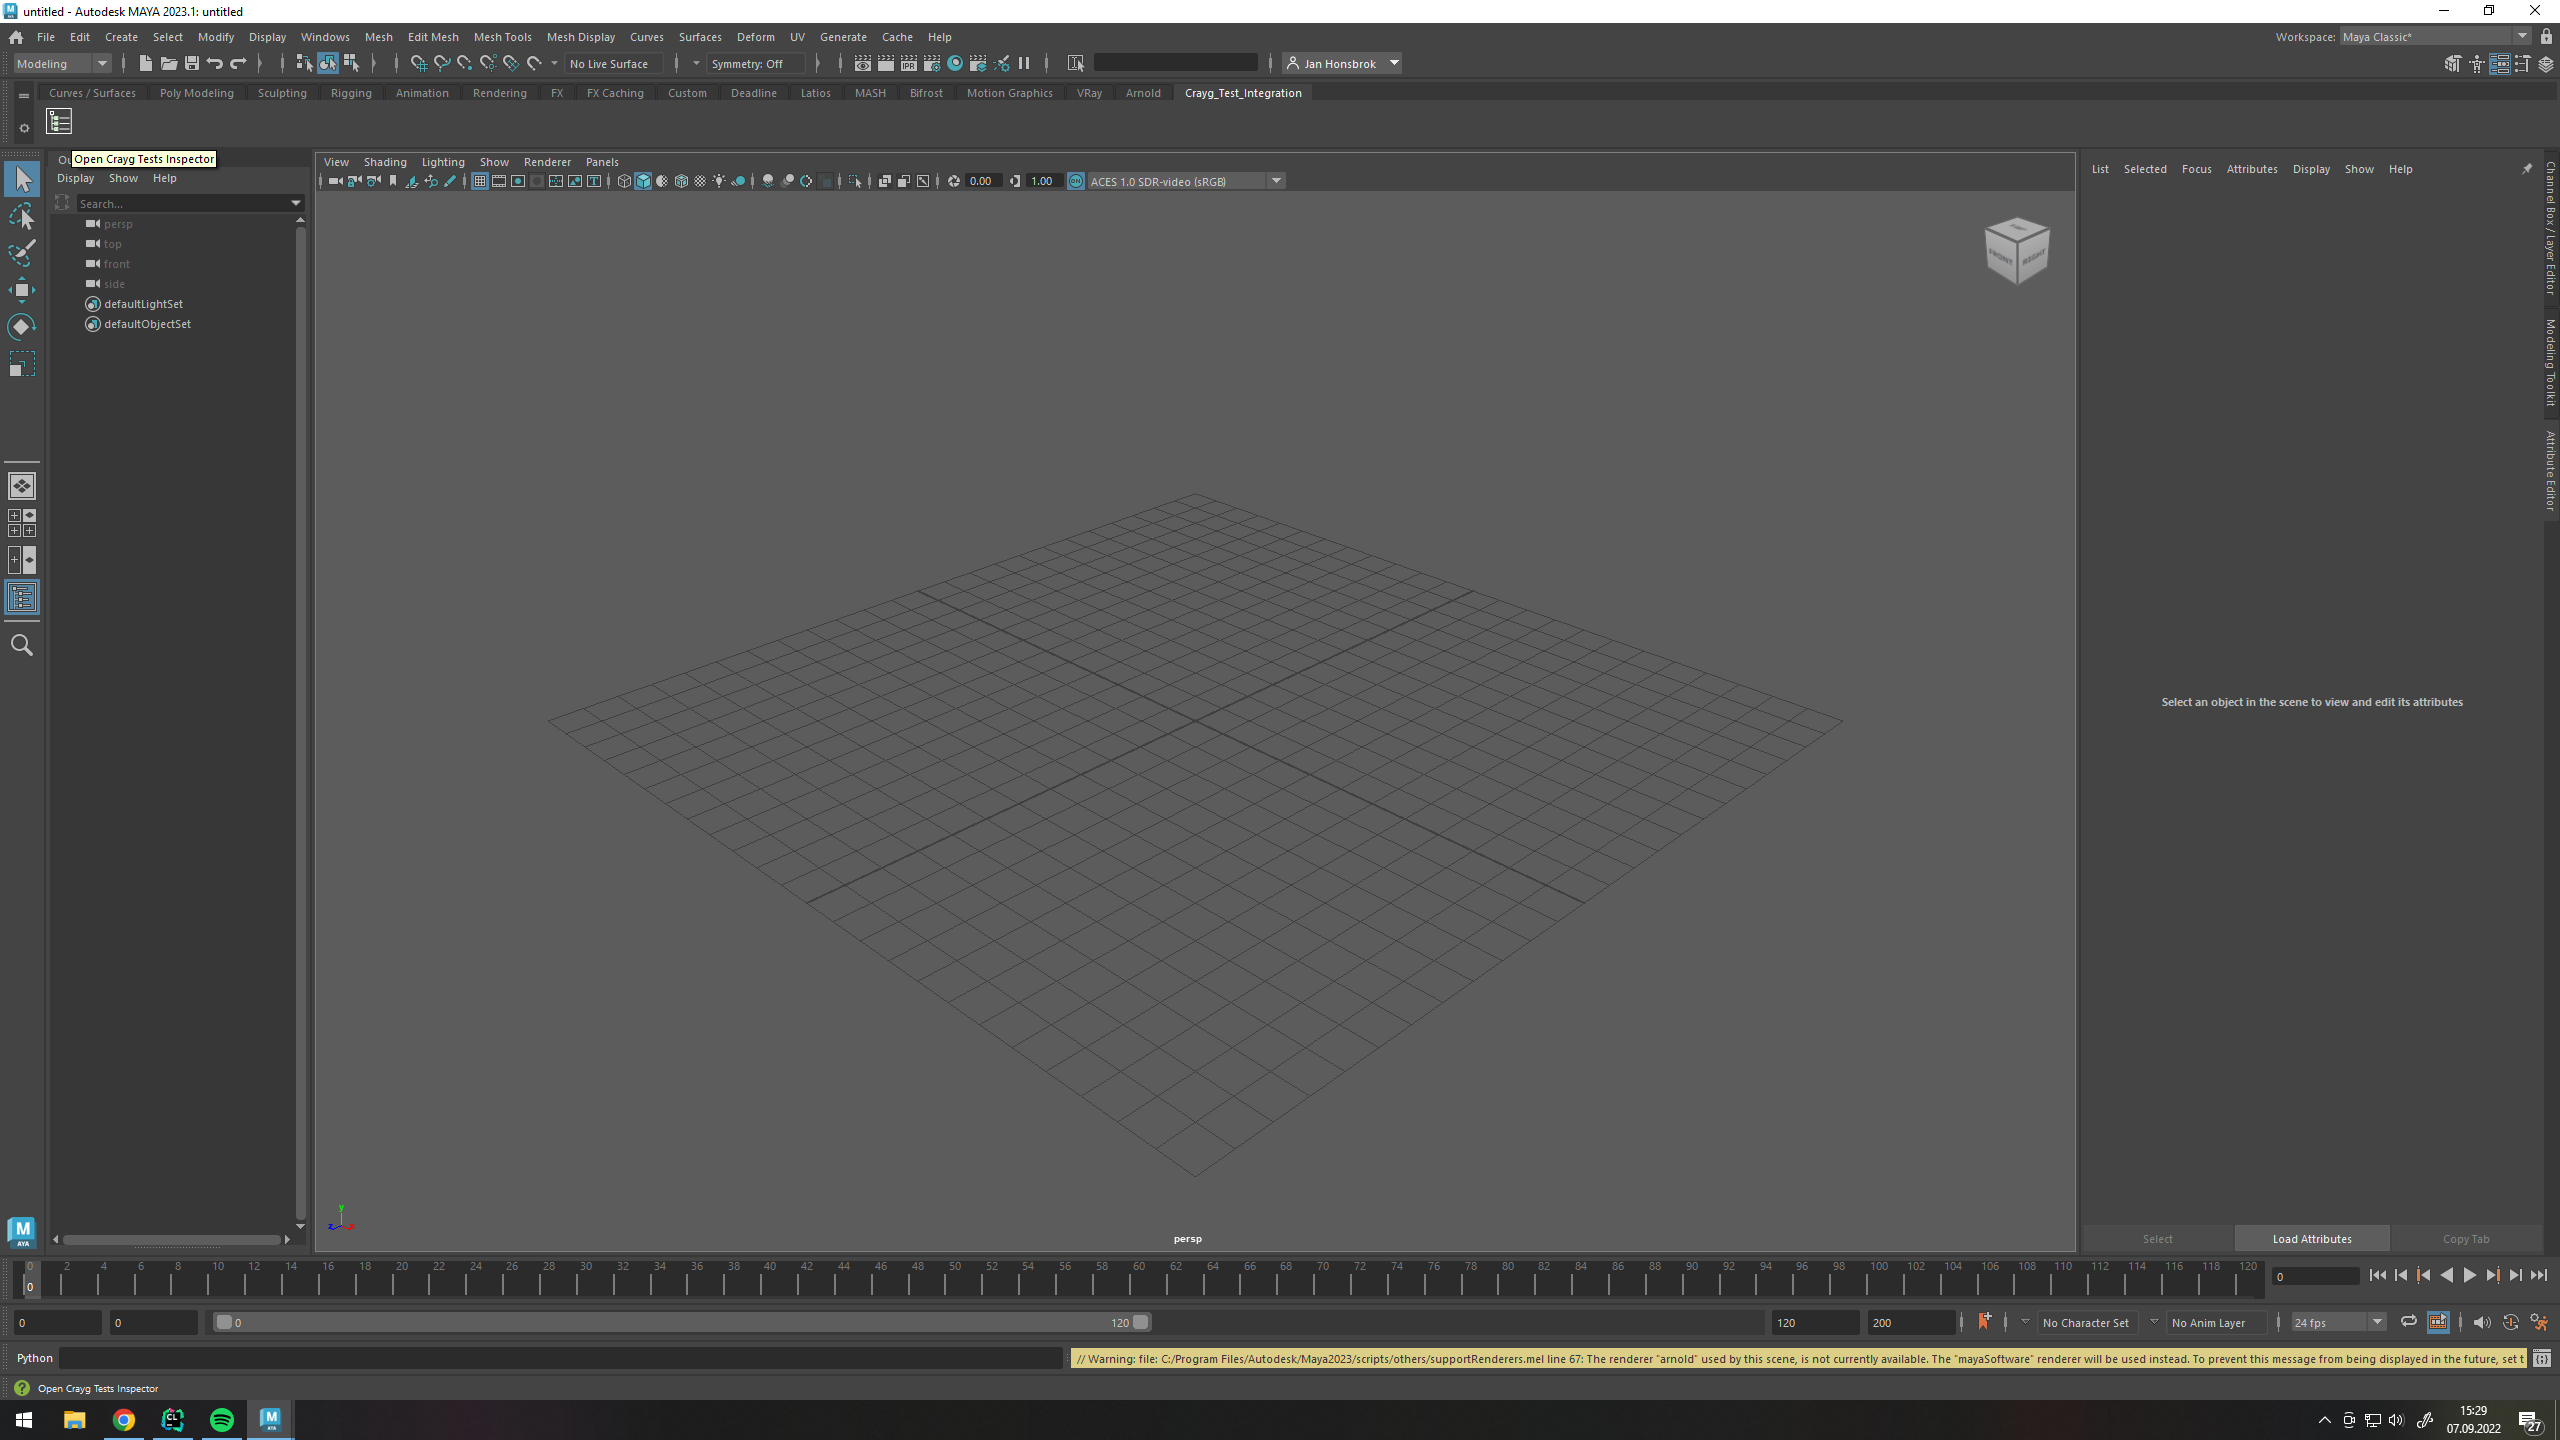 untitled - Autodesk MAYA 2023.1: untitled
File Edit Create Select Modify Display Windows Mesh Edit Mesh Mesh Tools Mesh Display Curves Surfaces Deform UV Generate Cache Help
Workspace: Maya Classic*
Modeling
No Live Surface
Symmetry: Off
IPR
Jan Honsbrok
Curves / Surfaces Poly Modeling Sculpting Rigging Animation Rendering FX FX Caching Custom Deadline Latios MASH Bifrost Motion Graphics VRay Arnold Crayg_Test_Integration
Open Crayg Tests Inspector
Display Show Help
Search...
persp
top
front
side
defaultLightSet
defaultObjectSet
View Shading Lighting Show Renderer Panels
0.00
1.00
ON
ACES 1.0 SDR-video (sRGB)
FRONT
RIGHT
y
z
x
persp
List Selected Focus Attributes Display Show Help
Channel Box / Layer Editor
Modeling Toolkit
Attribute Editor
Select an object in the scene to view and edit its attributes
Select
Load Attributes
Copy Tab
M
AYA
0 2 4 6 8 10 12 14 16 18 20 22 24 26 28 30 32 34 36 38 40 42 44 46 48 50 52 54 56 58 60 62 64 66 68 70 72 74 76 78 80 82 84 86 88 90 92 94 96 98 100 102 104 106 108 110 112 114 116 118 120
0
0
0
0
0
120
120
200
No Character Set
No Anim Layer
24 fps
Python
// Warning: file: C:/Program Files/Autodesk/Maya2023/scripts/others/supportRenderers.mel line 67: The renderer "arnold" used by this scene, is not currently available. The "mayaSoftware" renderer will be used instead. To prevent this message from being displayed in the future, set t
Open Crayg Tests Inspector
CL
M
AYA
15:29
07.09.2022
27